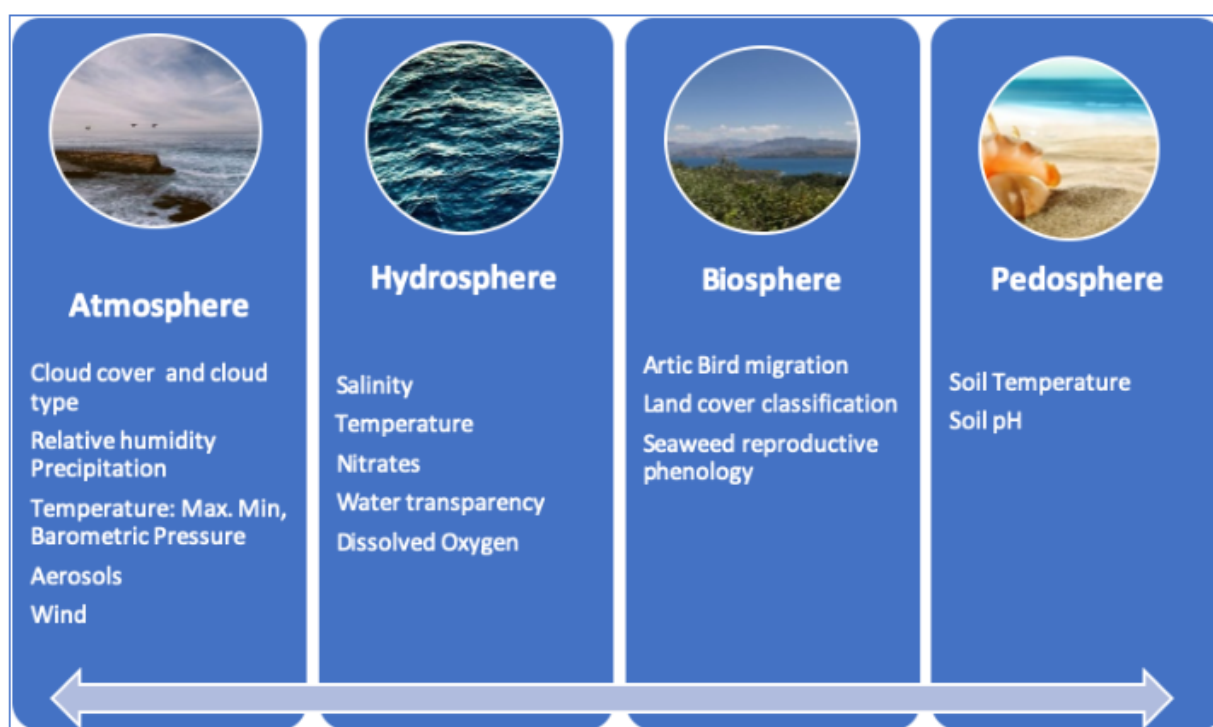 Atmosphere
Cloud cover and cloud
type
Relative humidity
Precipitation
Temperature: Max. Min,
Barometric Pressure
Aerosols
Wind
Hydrosphere
Salinity
Temperature
Nitrates
Water transparency
Dissolved Oxygen
Biosphere
Artic Bird migration
Land cover classification
Seaweed reproductive
phenology
Pedosphere
Soil Temperature
Soil pH